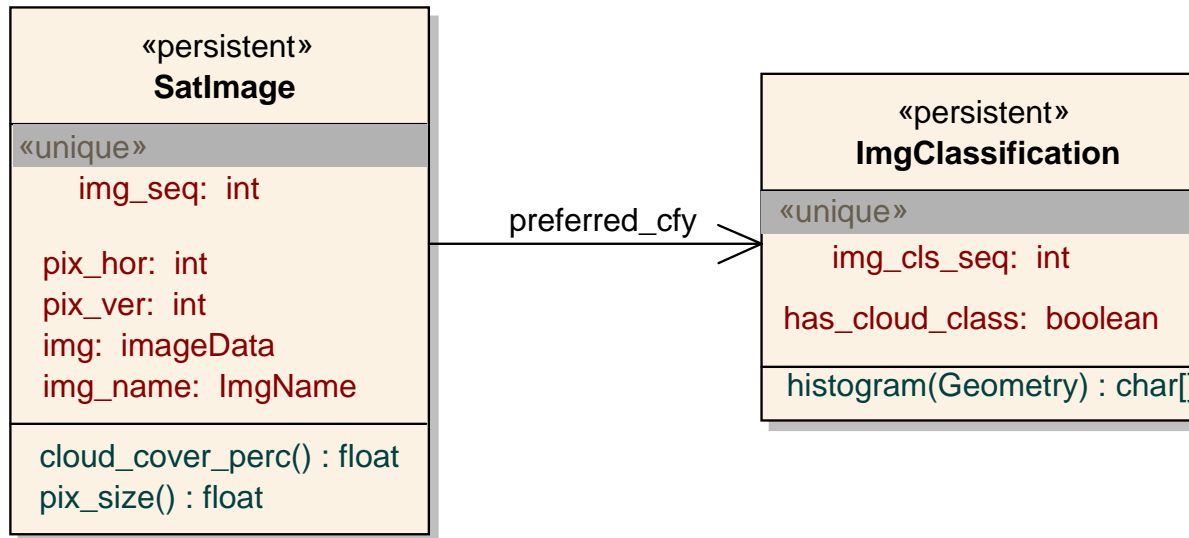 «persistent»
SatImage
«unique»
img_seq: int
pix_hor: int
pix_ver: int
img: imageData
img_name: ImgName
cloud_cover_perc() : float
pix_size() : float
preferred_cfy
«persistent»
ImgClassification
«unique»
img_cls_seq: int
has_cloud_class: boolean
histogram(Geometry) : char[]